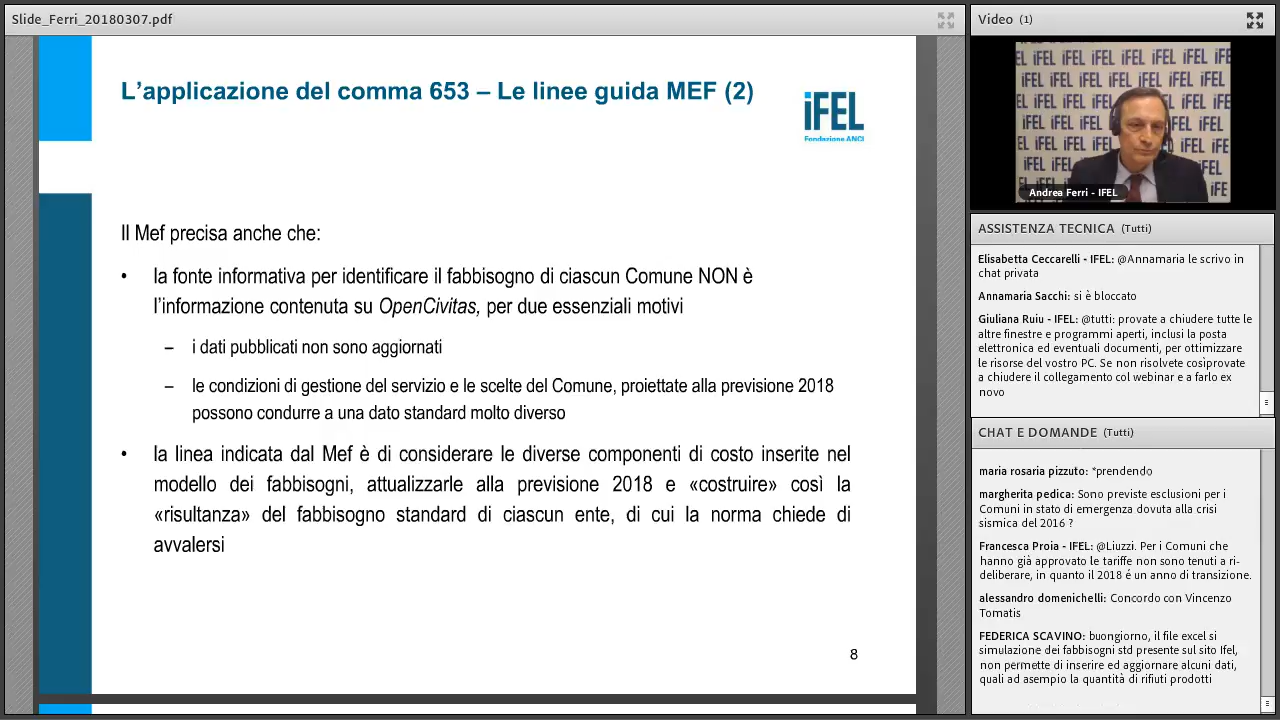 Slide_Ferri_20180307.pdf
L’applicazione del comma 653 – Le linee guida MEF (2)
iFEL
Fondazione ANCI
Il Mef precisa anche che:
• la fonte informativa per identificare il fabbisogno di ciascun Comune NON è
l’informazione contenuta su OpenCivitas, per due essenziali motivi
– i dati pubblicati non sono aggiornati
– le condizioni di gestione del servizio e le scelte del Comune, proiettate alla previsione 2018
possono condurre a una dato standard molto diverso
• la linea indicata dal Mef è di considerare le diverse componenti di costo inserite nel
modello dei fabbisogni, attualizzarle alla previsione 2018 e «costruire» così la
«risultanza» del fabbisogno standard di ciascun ente, di cui la norma chiede di
avvalersi
8
Video (1)
Andrea Ferri - IFEL
ASSISTENZA TECNICA (Tutti)
Elisabetta Ceccarelli - IFEL: @Annamaria le scrivo in
chat privata
Annamaria Sacchi: si è bloccato
Giuliana Ruiu - IFEL: @tutti: provate a chiudere tutte le
altre finestre e programmi aperti, inclusi la posta
elettronica ed eventuali documenti, per ottimizzare
le risorse del vostro PC. Se non risolvete cosìprovate
a chiudere il collegamento col webinar e a farlo ex
novo
CHAT E DOMANDE (Tutti)
maria rosaria pizzuto: *prendendo
margherita pedica: Sono previste esclusioni per i
Comuni in stato di emergenza dovuta alla crisi
sismica del 2016 ?
Francesca Proia - IFEL: @Liuzzi. Per i Comuni che
hanno già approvato le tariffe non sono tenuti a ri-
deliberare, in quanto il 2018 é un anno di transizione.
alessandro domenichelli: Concordo con Vincenzo
Tomatis
FEDERICA SCAVINO: buongiorno, il file excel si
simulazione dei fabbisogni std presente sul sito Ifel,
non permette di inserire ed aggiornare alcuni dati,
quali ad asempio la quantità di rifiuti prodotti